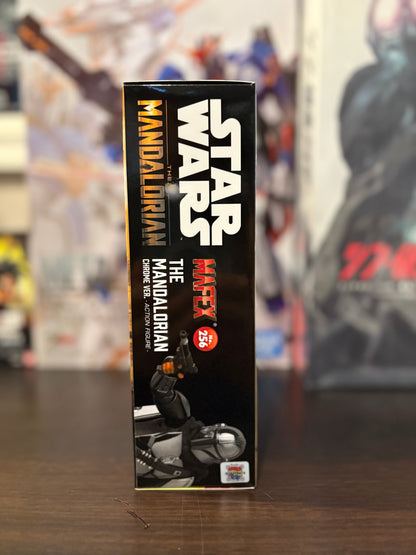 STAR
WARS
THE
MANDALORIAN
MAFEX
No.
256
THE
MANDALORIAN
CHROME VER. - ACTION FIGURE -